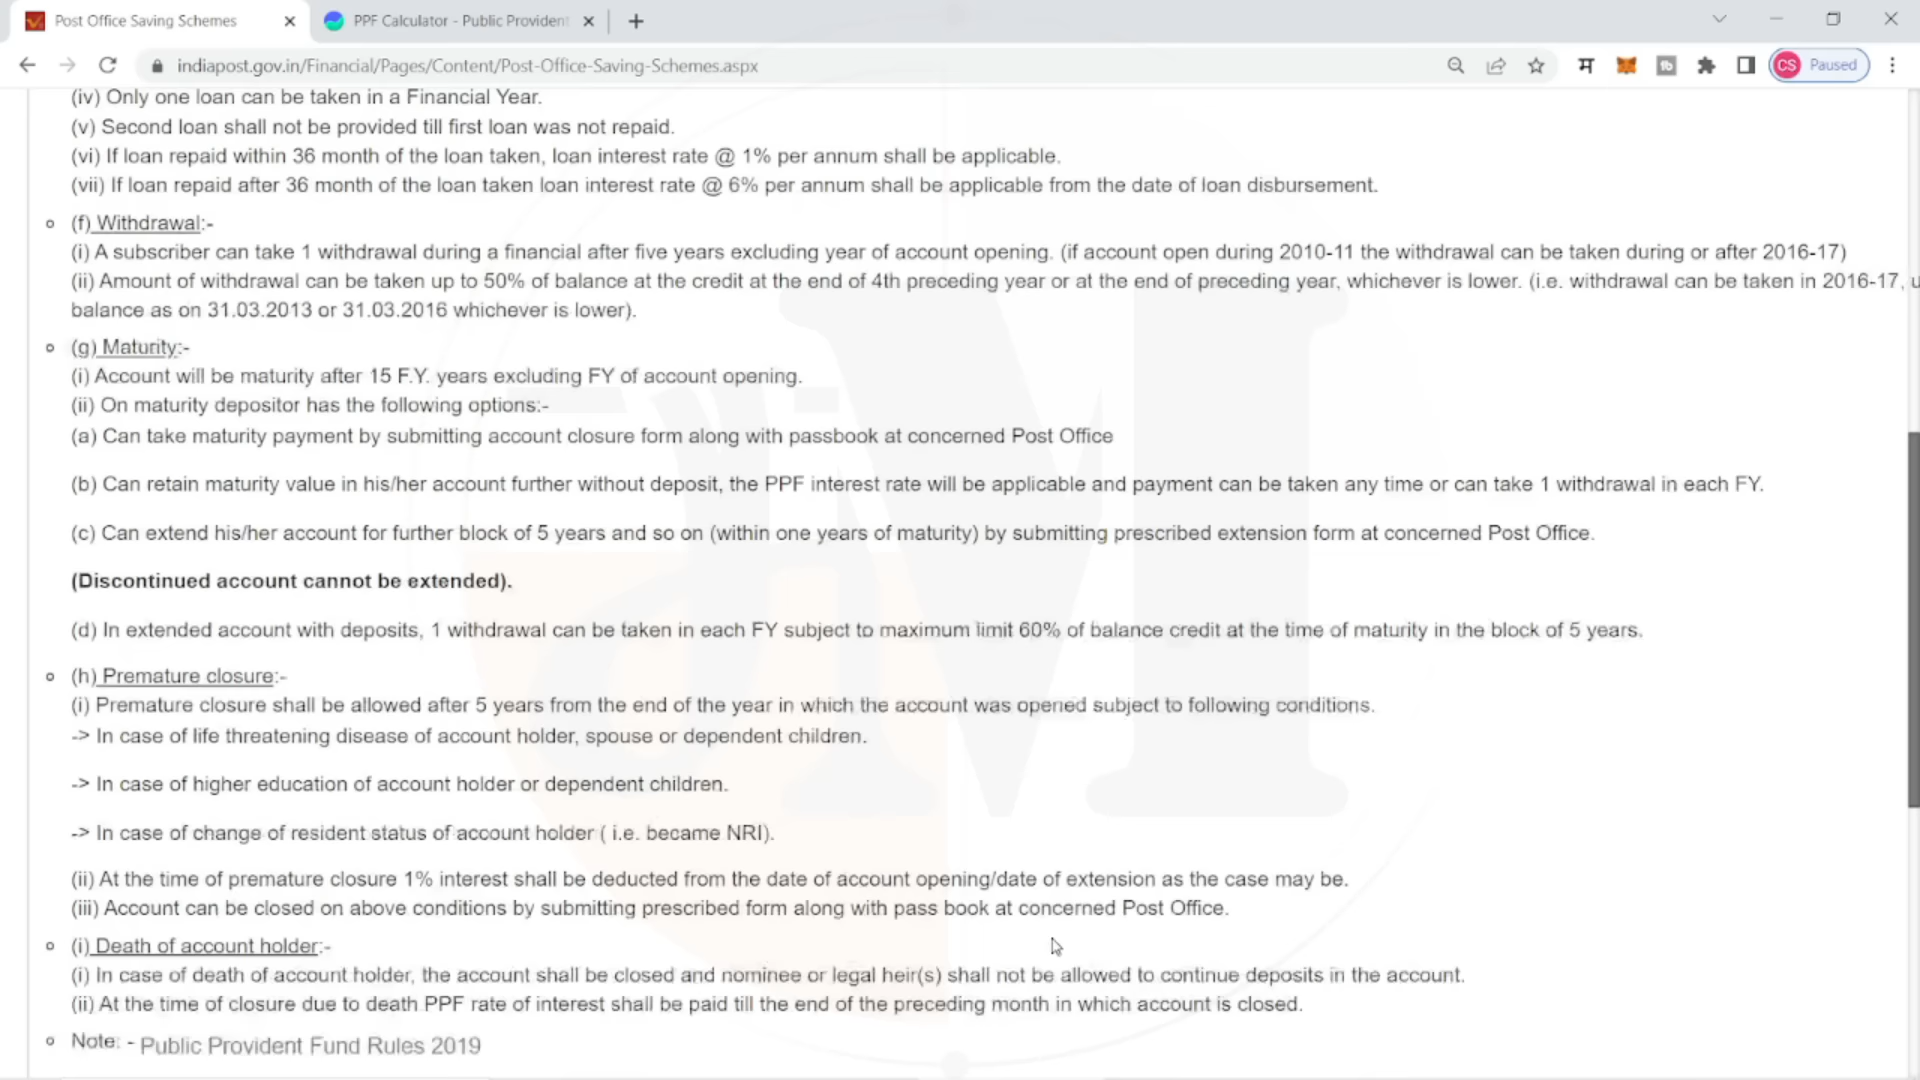 Post Office Saving Schemes
PPF Calculator - Public Provident
indiapost.gov.in/Financial/Pages/Content/Post-Office-Saving-Schemes.aspx
म
CS Paused
(iv) Only one loan can be taken in a Financial Year.
(v) Second loan shall not be provided till first loan was not repaid.
(vi) If loan repaid within 36 month of the loan taken, loan interest rate @ 1% per annum shall be applicable.
(vii) If loan repaid after 36 month of the loan taken loan interest rate @ 6% per annum shall be applicable from the date of loan disbursement.
(f) Withdrawal:-
(i) A subscriber can take 1 withdrawal during a financial after five years excluding year of account opening. (if account open during 2010-11 the withdrawal can be taken during or after 2016-17)
(ii) Amount of withdrawal can be taken up to 50% of balance at the credit at the end of 4th preceding year or at the end of preceding year, whichever is lower. (i.e. withdrawal can be taken in 2016-17,
balance as on 31.03.2013 or 31.03.2016 whichever is lower).
(g) Maturity:-
(i) Account will be maturity after 15 F.Y. years excluding FY of account opening.
(ii) On maturity depositor has the following options:-
(a) Can take maturity payment by submitting account closure form along with passbook at concerned Post Office
(b) Can retain maturity value in his/her account further without deposit, the PPF interest rate will be applicable and payment can be taken any time or can take 1 withdrawal in each FY.
(c) Can extend his/her account for further block of 5 years and so on (within one years of maturity) by submitting prescribed extension form at concerned Post Office.
(Discontinued account cannot be extended).
(d) In extended account with deposits, 1 withdrawal can be taken in each FY subject to maximum limit 60% of balance credit at the time of maturity in the block of 5 years.
(h) Premature closure:-
(i) Premature closure shall be allowed after 5 years from the end of the year in which the account was opened subject to following conditions.
-> In case of life threatening disease of account holder, spouse or dependent children.
-> In case of higher education of account holder or dependent children.
-> In case of change of resident status of account holder ( i.e. became NRI).
(ii) At the time of premature closure 1% interest shall be deducted from the date of account opening/date of extension as the case may be.
(iii) Account can be closed on above conditions by submitting prescribed form along with pass book at concerned Post Office.
(i) Death of account holder:-
(i) In case of death of account holder, the account shall be closed and nominee or legal heir(s) shall not be allowed to continue deposits in the account.
(ii) At the time of closure due to death PPF rate of interest shall be paid till the end of the preceding month in which account is closed.
Note: - Public Provident Fund Rules 2019